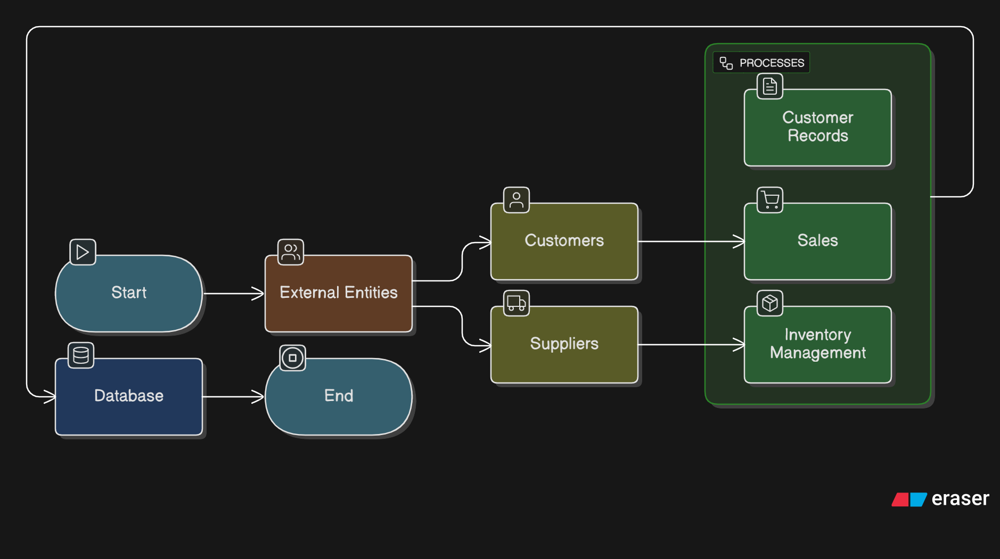 PROCESSES
Customer
Records
Customers
Sales
Start
External Entities
Suppliers
Inventory
Management
Database
End
eraser